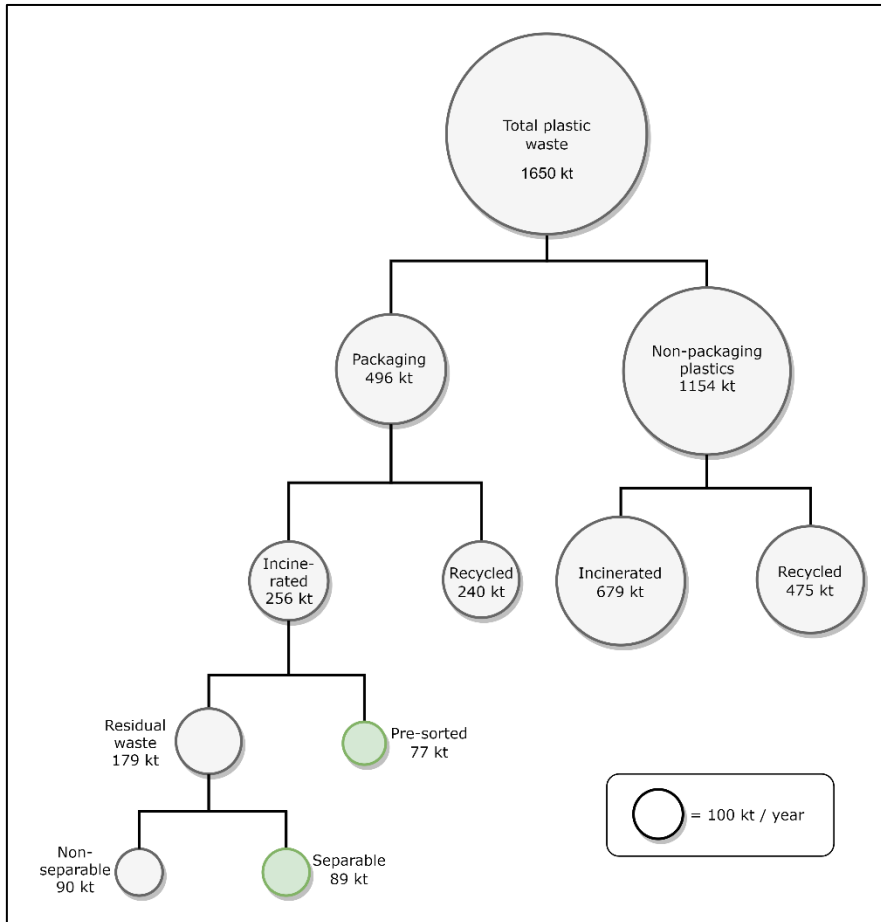 Total plastic
waste
1650 kt
Packaging
496 kt
Non-packaging
plastics
1154 kt
Incine-
rated
256 kt
Recycled
240 kt
Incinerated
679 kt
Recycled
475 kt
Residual
waste
179 kt
Pre-sorted
77 kt
= 100 kt / year
Non-
separable
90 kt
Separable
89 kt